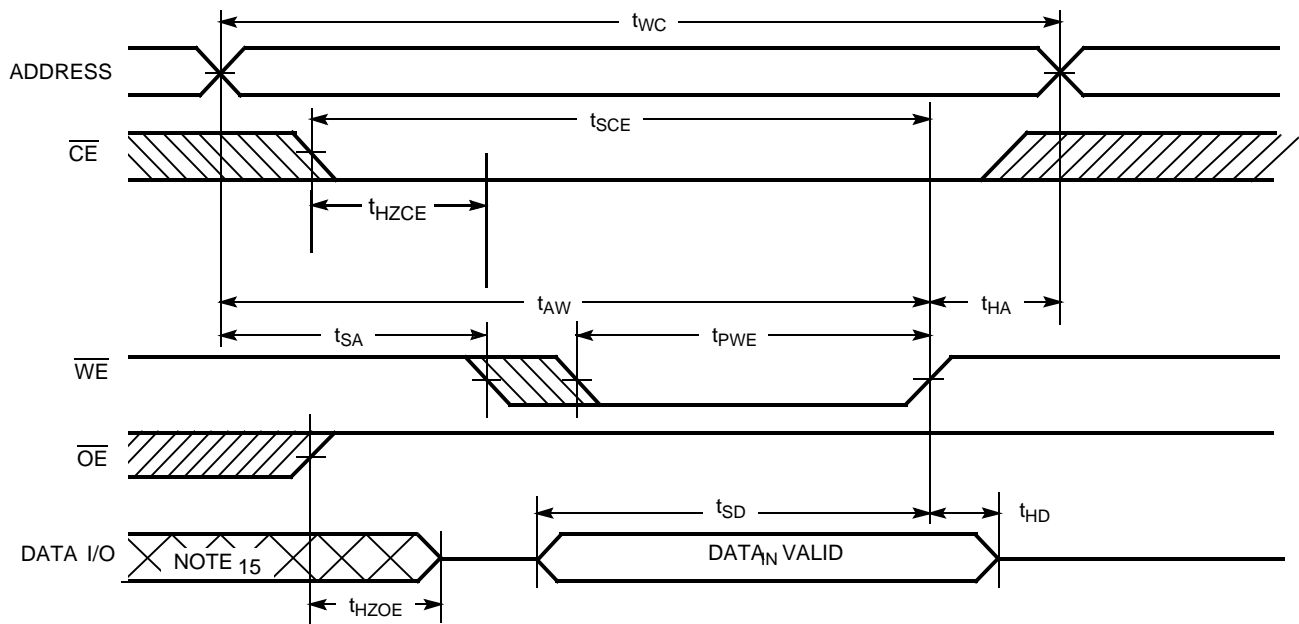 tWC
ADDRESS
tSCE
CE
tHZCE
tAW
tHA
tSA
tPWE
WE
OE
tSD
tHD
DATA I/O
NOTE 15
DATAIN VALID
tHZOE